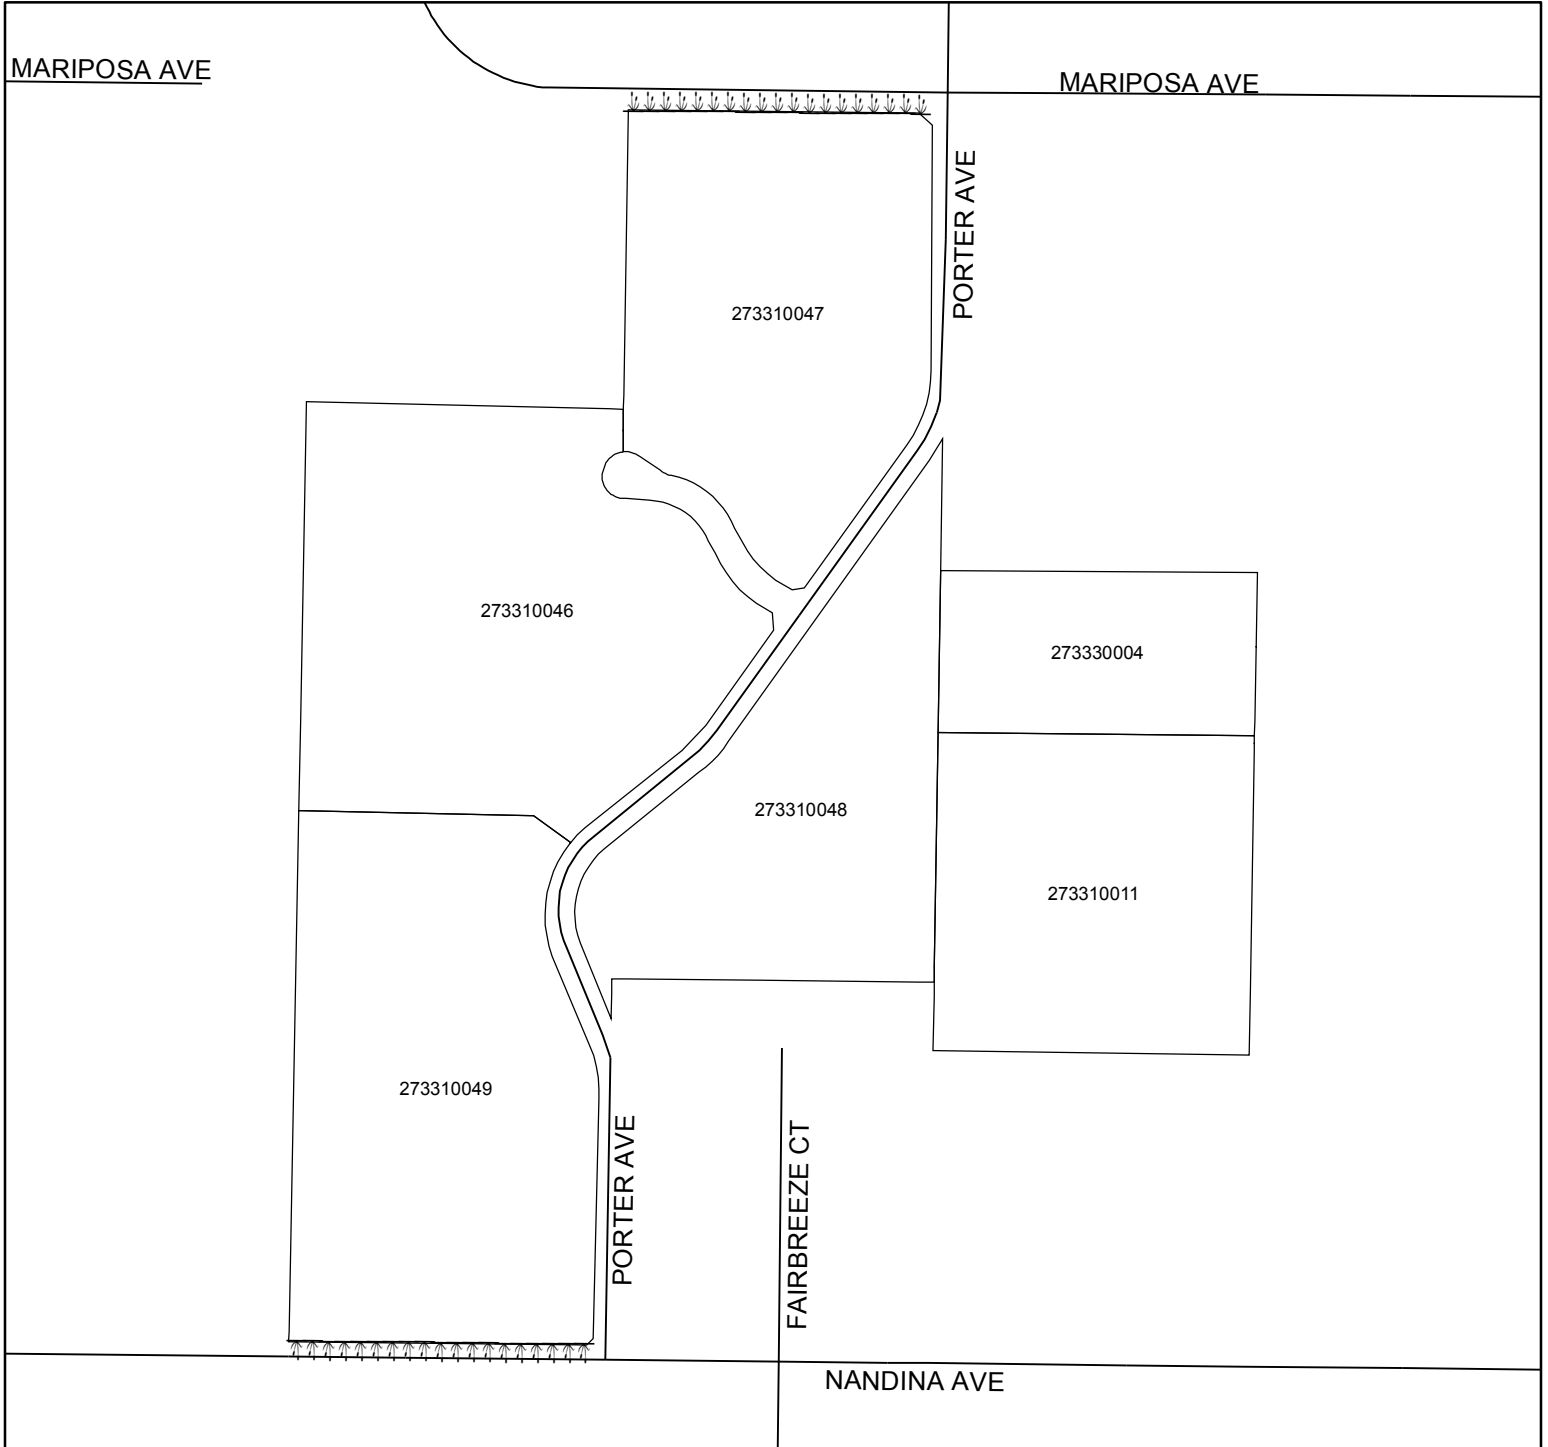 MARIPOSA AVE
MARIPOSA AVE
PORTER AVE
273310047
273310046
273330004
273310048
273310011
273310049
PORTER AVE
FAIRBREEZE CT
NANDINA AVE